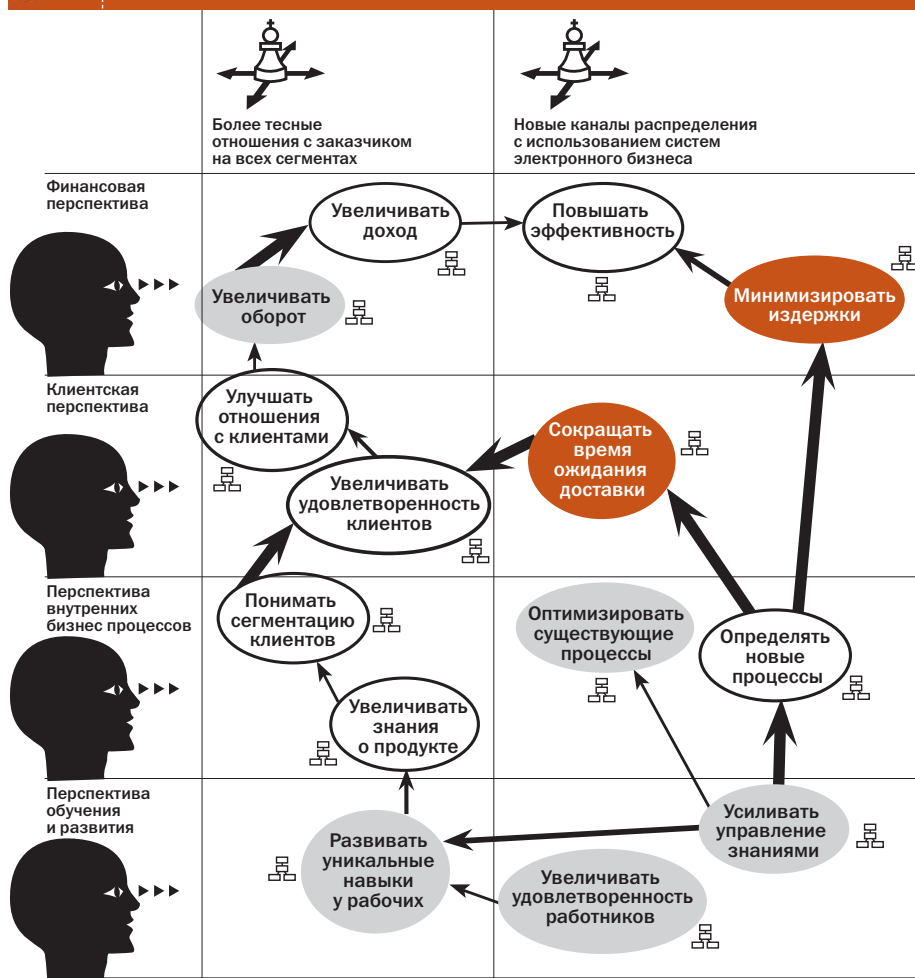 Более тесные
отношения с заказчиком
на всех сегментах
Новые каналы распределения
с использованием систем
электронного бизнеса
Финансовая
перспектива
Увеличивать
доход
Повышать
эффективность
Увеличивать
оборот
Минимизировать
издержки
Клиентская
перспектива
Улучшать
отношения
с клиентами
Сокращать
время
ожидания
доставки
Увеличивать
удовлетворенность
клиентов
Перспектива
внутренних
бизнес процессов
Понимать
сегментацию
клиентов
Оптимизировать
существующие
процессы
Определять
новые
процессы
Увеличивать
знания
о продукте
Перспектива
обучения
и развития
Развивать
уникальные
навыки
у рабочих
Усиливать
управление
знаниями
Увеличивать
удовлетворенность
работников